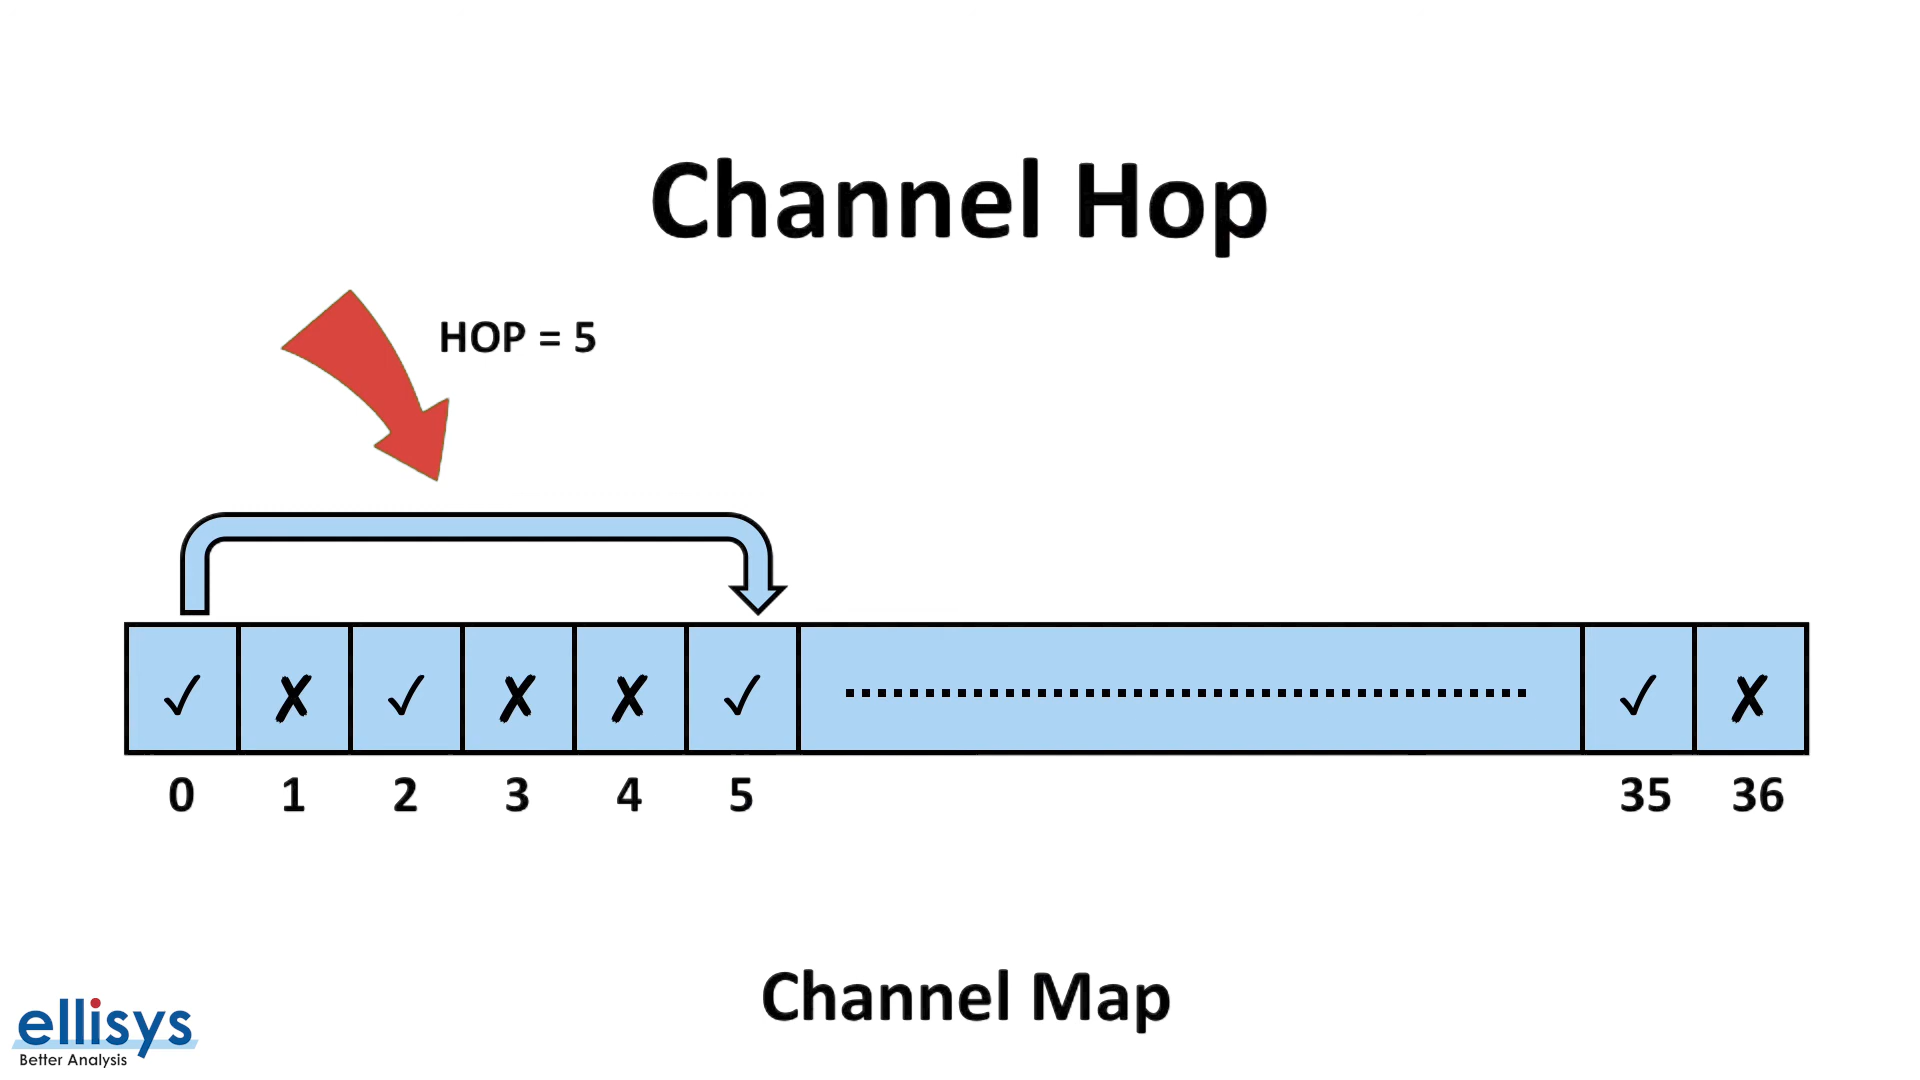 Channel Hop
HOP = 5
✓ ✗ ✓ ✗ ✗ ✓ ✓ ✗
0 1 2 3 4 5 35 36
Channel Map
ellisys
Better Analysis